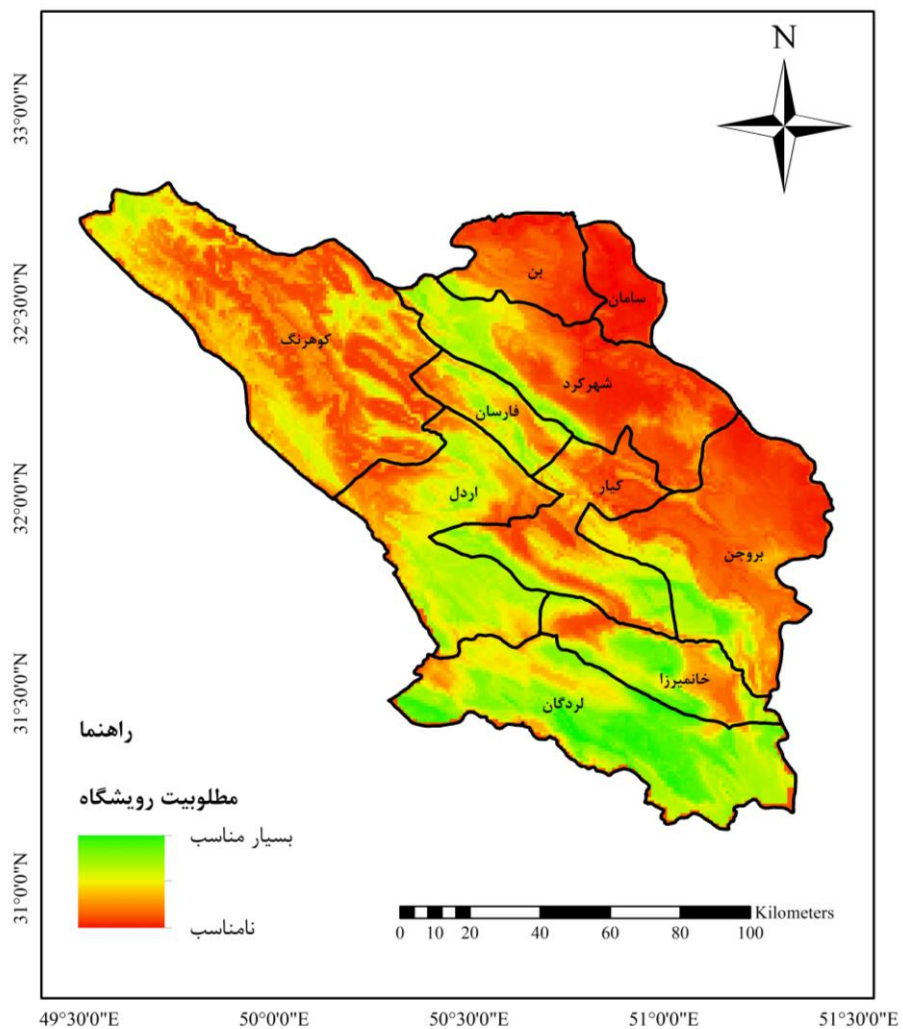 N
33°0'0"N
32°30'0"N
32°0'0"N
31°30'0"N
31°0'0"N
بن
سامان
کوهرنگ
شهرکرد
فارسان
کیار
اردل
بروجن
خانمیرزا
لردگان
راهنما
مطلوبیت رویشگاه
بسیار مناسب
نامناسب
Kilometers
0 10 20 40 60 80 100
49°30'0"E 50°0'0"E 50°30'0"E 51°0'0"E 51°30'0"E